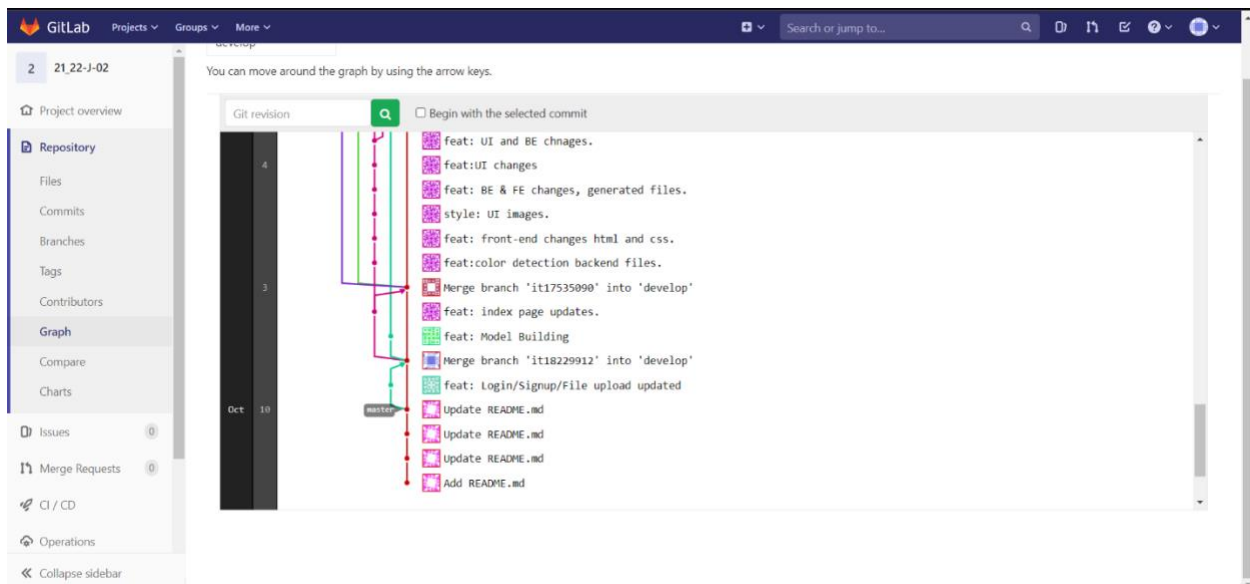 GitLab Projects Groups More Search or jump to...
2 21_22-J-02
Project overview
Repository
Files
Commits
Branches
Tags
Contributors
Graph
Compare
Charts
Issues 0
Merge Requests 0
CI / CD
Operations
Collapse sidebar
develop
You can move around the graph by using the arrow keys.
Git revision Begin with the selected commit
feat: UI and BE chnages.
4 feat:UI changes
feat: BE & FE changes, generated files.
style: UI images.
feat: front-end changes html and css.
feat:color detection backend files.
3 Merge branch 'it17535090' into 'develop'
feat: index page updates.
feat: Model Building
Merge branch 'it18229912' into 'develop'
feat: Login/Signup/File upload updated
Oct 10 master Update README.md
Update README.md
Update README.md
Add README.md